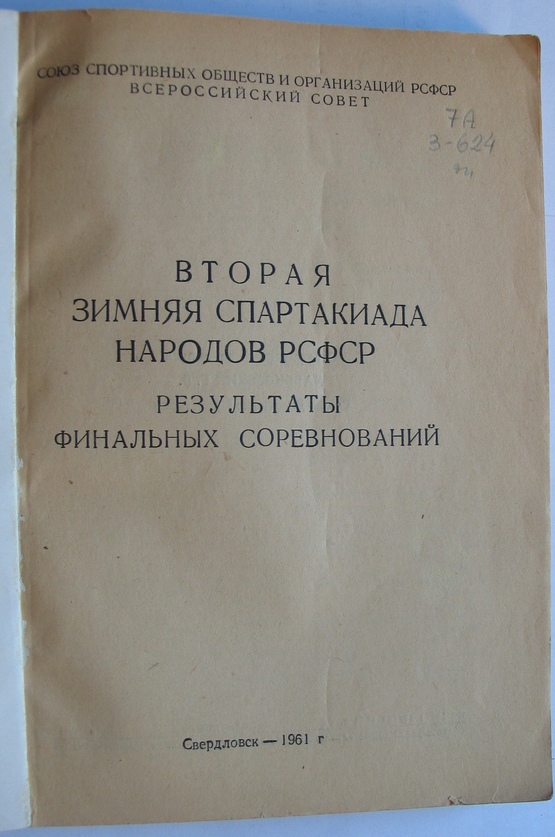 СОЮЗ СПОРТИВНЫХ ОБЩЕСТВ И ОРГАНИЗАЦИЙ РСФСР
ВСЕРОССИЙСКИЙ СОВЕТ
7А
3-624
ВТОРАЯ
ЗИМНЯЯ СПАРТАКИАДА
НАРОДОВ РСФСР
РЕЗУЛЬТАТЫ
ФИНАЛЬНЫХ СОРЕВНОВАНИЙ
Свердловск — 1961 г